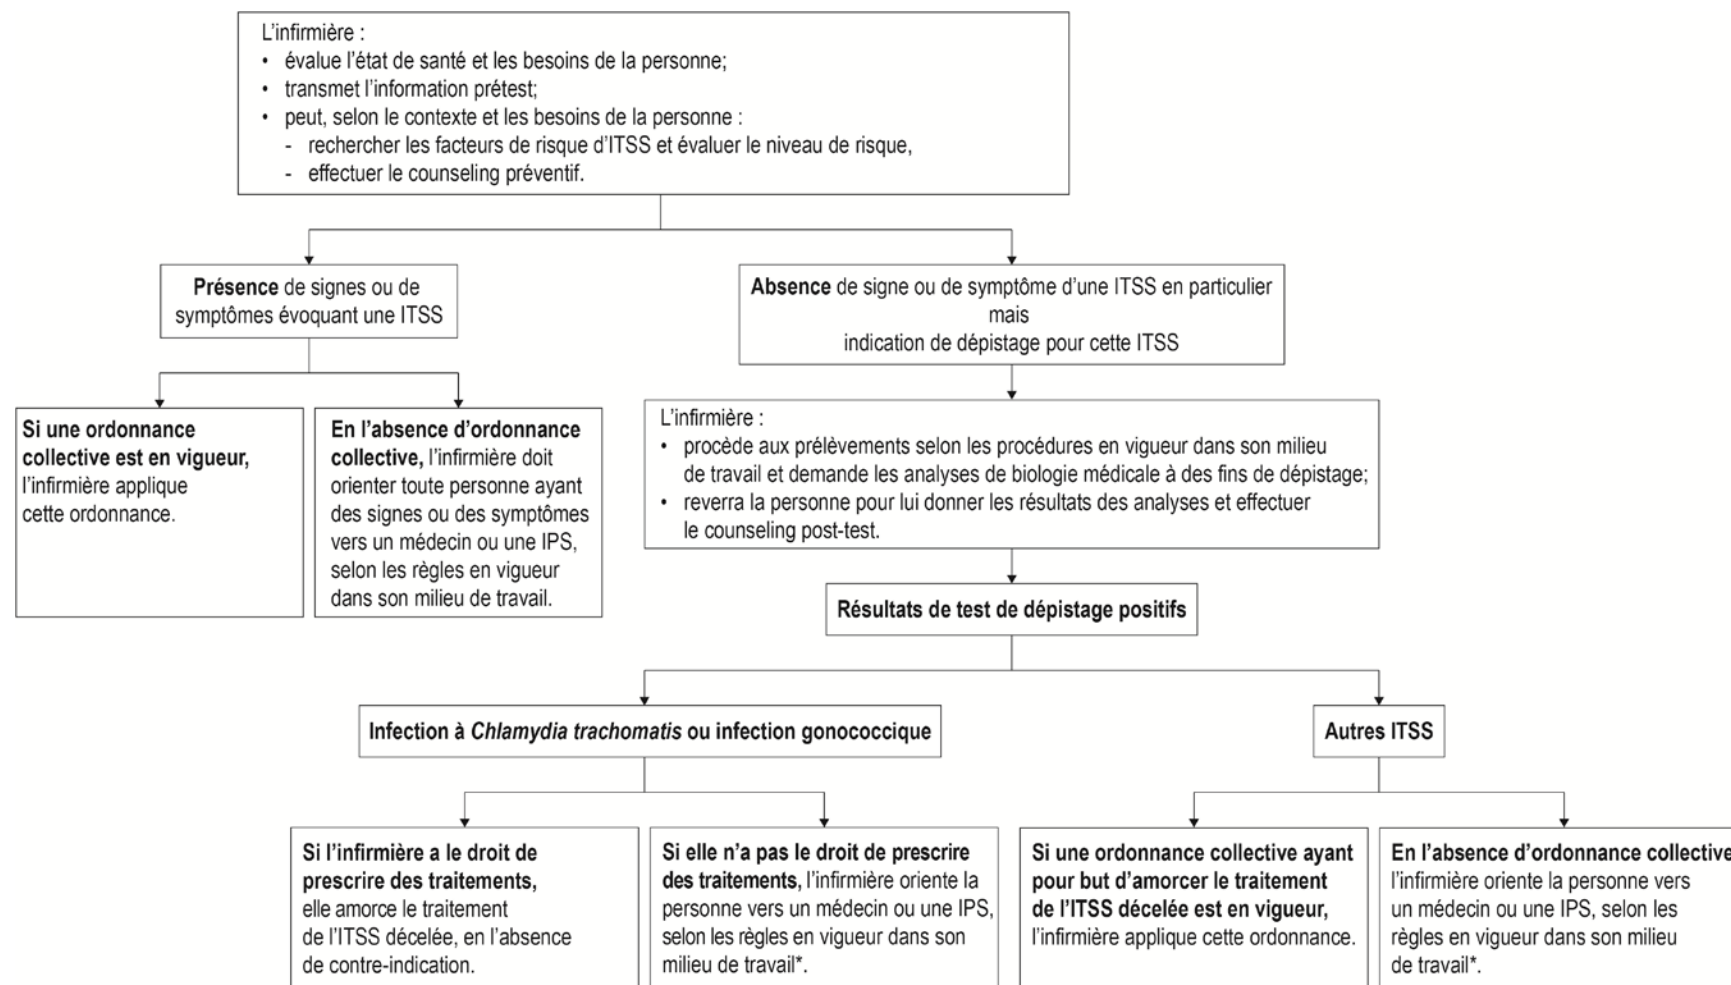 L'infirmière :
• évalue l'état de santé et les besoins de la personne;
• transmet l'information prétest;
• peut, selon le contexte et les besoins de la personne :
- rechercher les facteurs de risque d'ITSS et évaluer le niveau de risque,
- effectuer le counseling préventif.
Présence de signes ou de
symptômes évoquant une ITSS
Absence de signe ou de symptôme d'une ITSS en particulier
mais
indication de dépistage pour cette ITSS
Si une ordonnance
collective est en vigueur,
l'infirmière applique
cette ordonnance.
En l'absence d'ordonnance
collective, l'infirmière doit
orienter toute personne ayant
des signes ou des symptômes
vers un médecin ou une IPS,
selon les règles en vigueur
dans son milieu de travail.
L'infirmière :
• procède aux prélèvements selon les procédures en vigueur dans son milieu
de travail et demande les analyses de biologie médicale à des fins de dépistage;
• reverra la personne pour lui donner les résultats des analyses et effectuer
le counseling post-test.
Résultats de test de dépistage positifs
Infection à Chlamydia trachomatis ou infection gonococcique
Autres ITSS
Si l'infirmière a le droit de
prescrire des traitements,
elle amorce le traitement
de l'ITSS décelée, en l'absence
de contre-indication.
Si elle n'a pas le droit de prescrire
des traitements, l'infirmière oriente la
personne vers un médecin ou une IPS,
selon les règles en vigueur dans son
milieu de travail*.
Si une ordonnance collective ayant
pour but d'amorcer le traitement
de l'ITSS décelée est en vigueur,
l'infirmière applique cette ordonnance.
En l'absence d'ordonnance collective
l'infirmière oriente la personne vers
un médecin ou une IPS, selon les
règles en vigueur dans son milieu
de travail*.